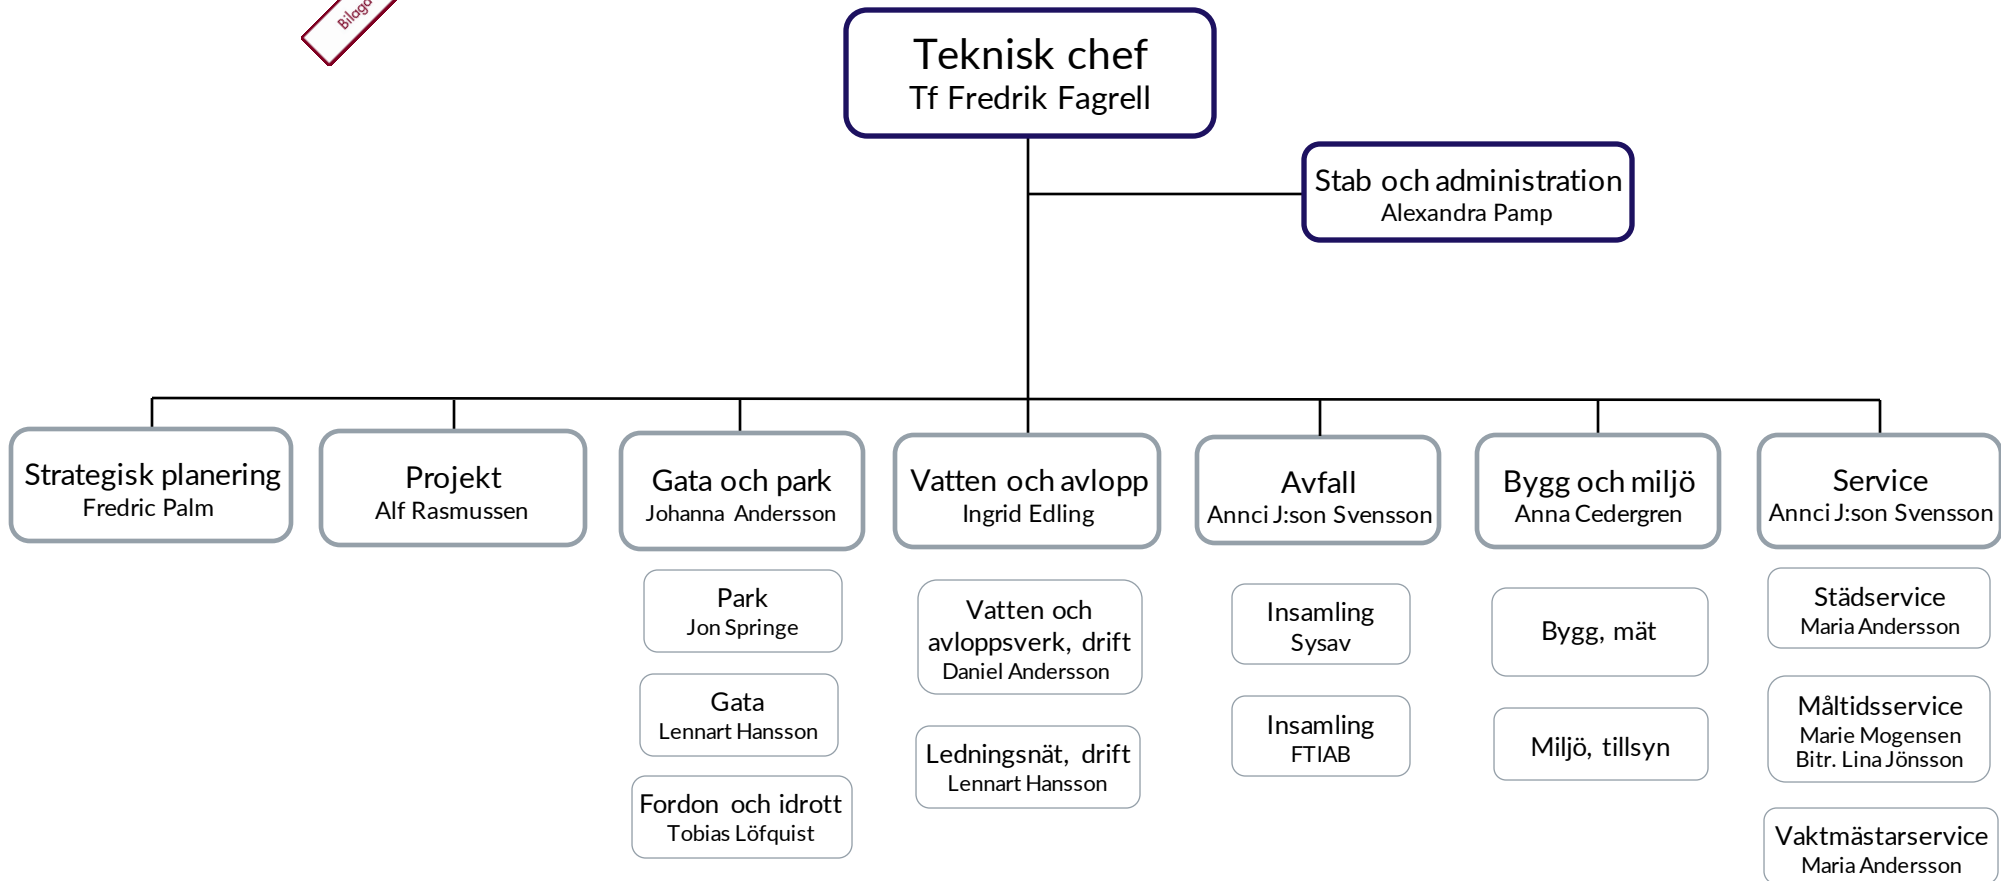 Bilaga
Teknisk chef
Tf Fredrik Fagrell
Stab och administration
Alexandra Pamp
Strategisk planering
Fredric Palm
Projekt
Alf Rasmussen
Gata och park
Johanna Andersson
Vatten och avlopp
Ingrid Edling
Avfall
Annci J:son Svensson
Bygg och miljö
Anna Cedergren
Service
Annci J:son Svensson
Park
Jon Springe
Gata
Lennart Hansson
Fordon och idrott
Tobias Löfquist
Vatten och
avloppsverk, drift
Daniel Andersson
Ledningsnät, drift
Lennart Hansson
Insamling
Sysav
Insamling
FTIAB
Bygg, mät
Miljö, tillsyn
Städservice
Maria Andersson
Måltidsservice
Marie Mogensen
Bitr. Lina Jönsson
Vaktmästarservice
Maria Andersson